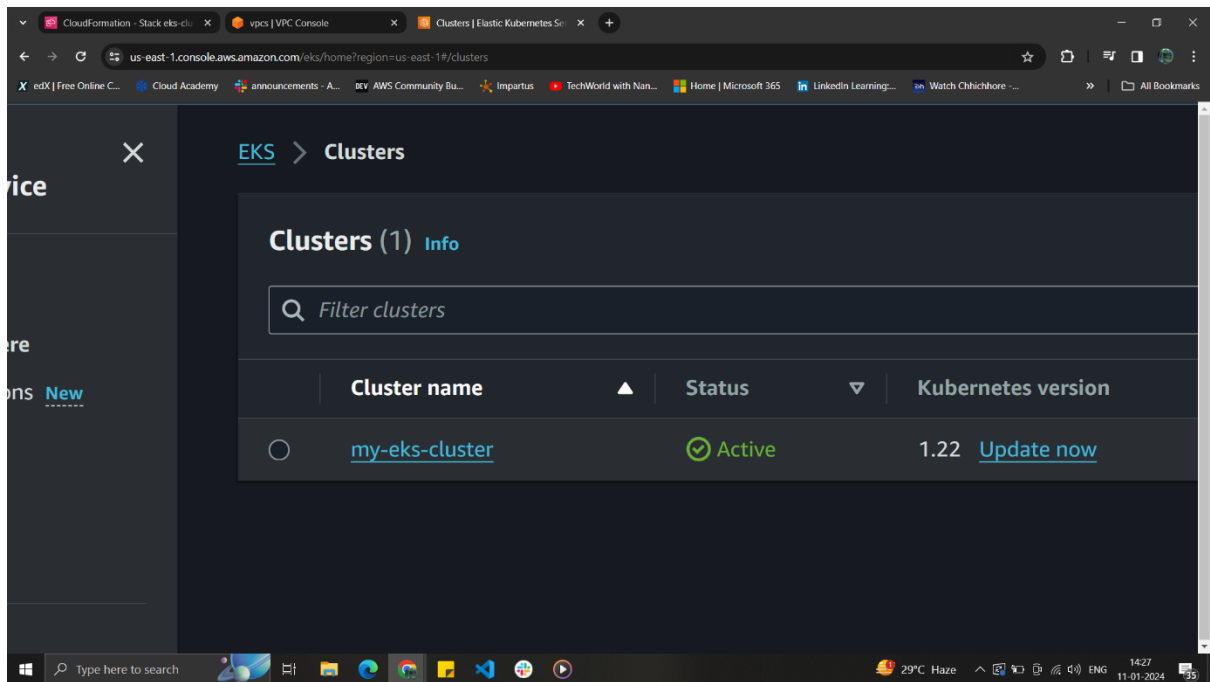 CloudFormation - Stack eks-clu
vpcs | VPC Console
Clusters | Elastic Kubernetes Se
us-east-1.console.aws.amazon.com/eks/home?region=us-east-1#/clusters
edX | Free Online C...
Cloud Academy
announcements - A...
DEV AWS Community Bu...
Impartus
TechWorld with Nan...
Home | Microsoft 365
in LinkedIn Learning:...
Watch Chhichhore -...
»
All Bookmarks
vice
ere
ons New
EKS > Clusters
Clusters (1) Info
Filter clusters
Cluster name Status Kubernetes version
my-eks-cluster Active 1.22 Update now
Type here to search
29°C Haze
ENG
14:27
11-01-2024
35